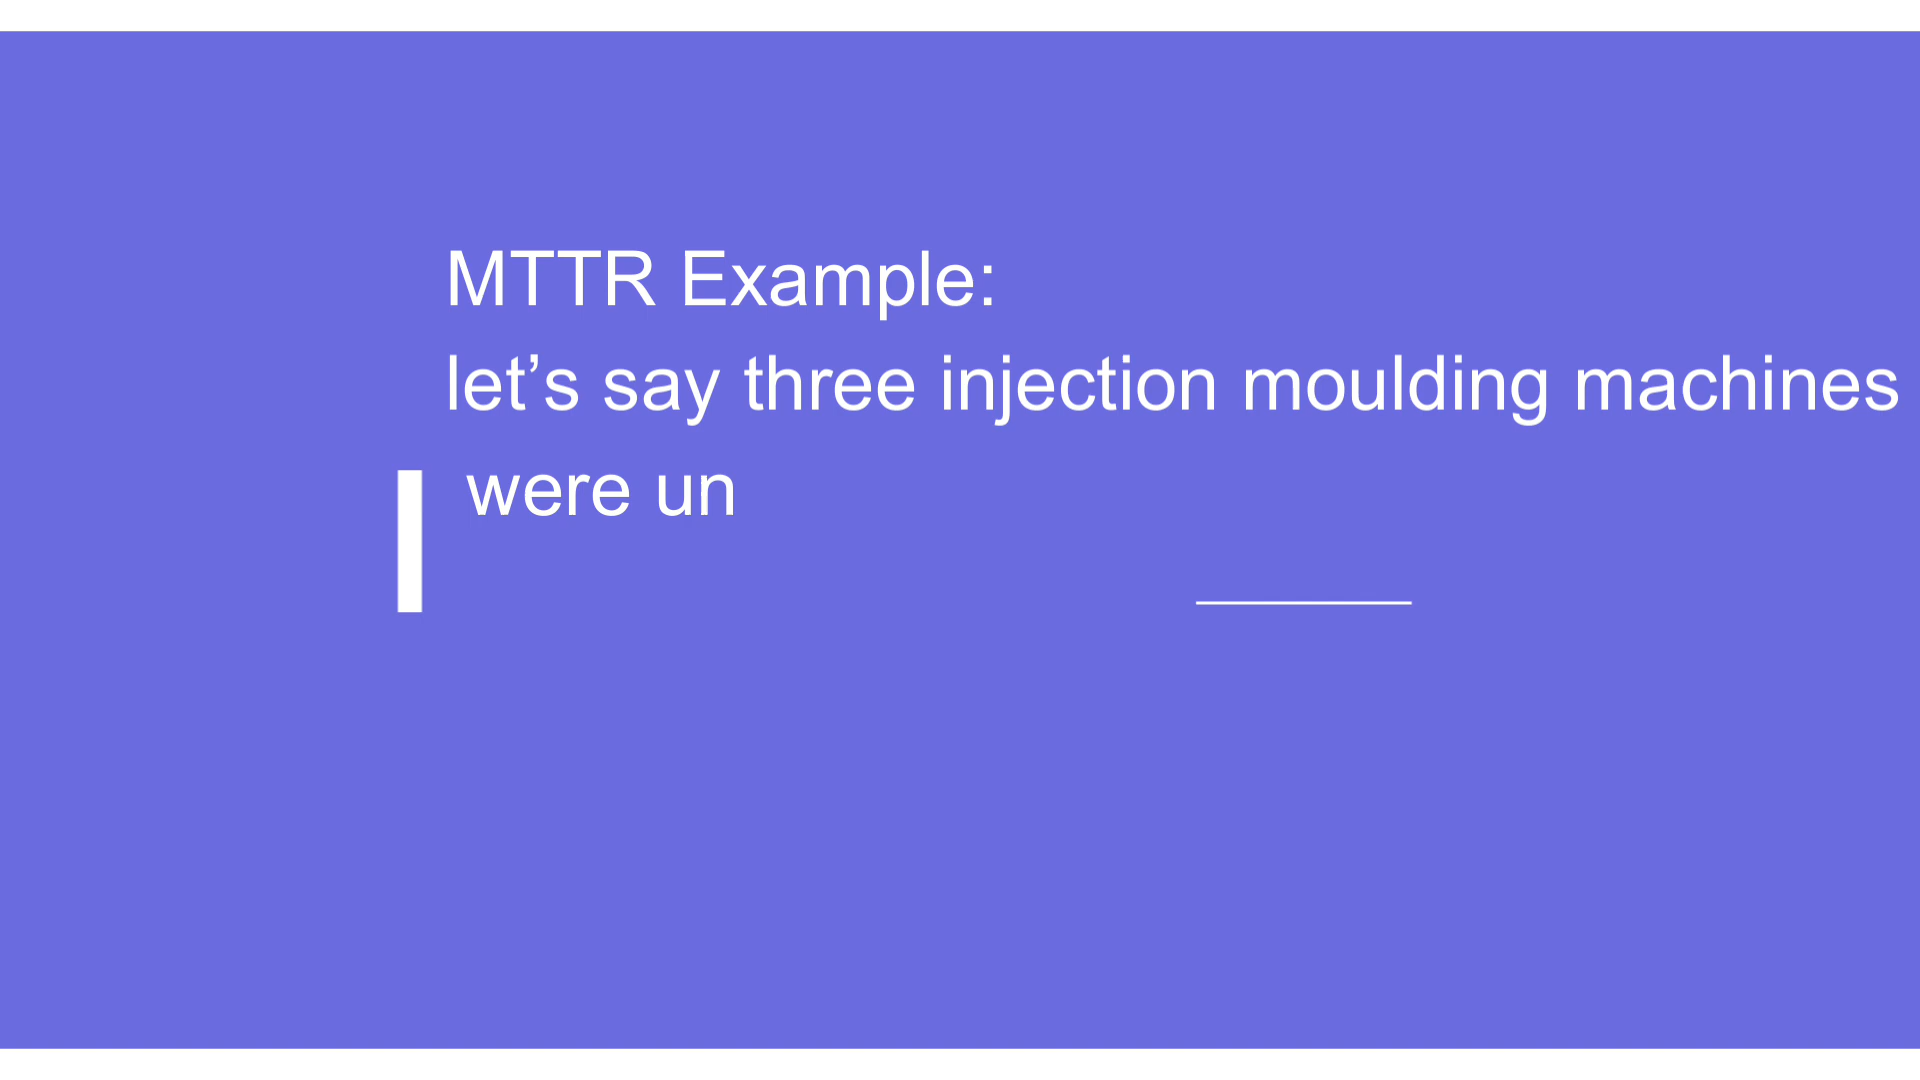 MTTR Example:
let’s say three injection moulding machines
were un